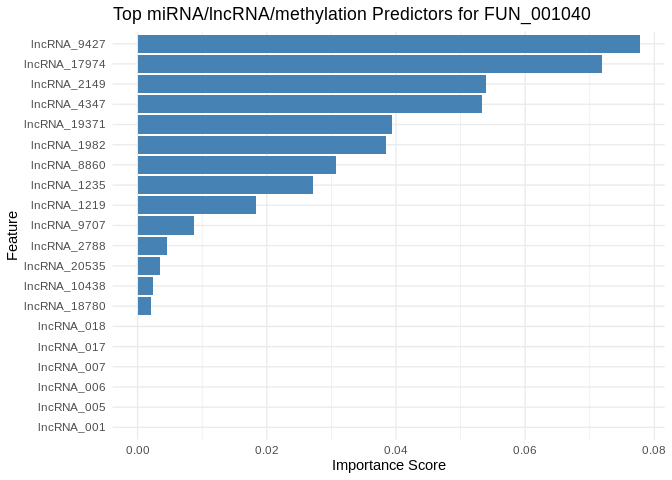 Top miRNA/lncRNA/methylation Predictors for FUN_001040
Feature
lncRNA_9427
lncRNA_17974
lncRNA_2149
lncRNA_4347
lncRNA_19371
lncRNA_1982
lncRNA_8860
lncRNA_1235
lncRNA_1219
lncRNA_9707
lncRNA_2788
lncRNA_20535
lncRNA_10438
lncRNA_18780
lncRNA_018
lncRNA_017
lncRNA_007
lncRNA_006
lncRNA_005
lncRNA_001
0.00 0.02 0.04 0.06 0.08
Importance Score